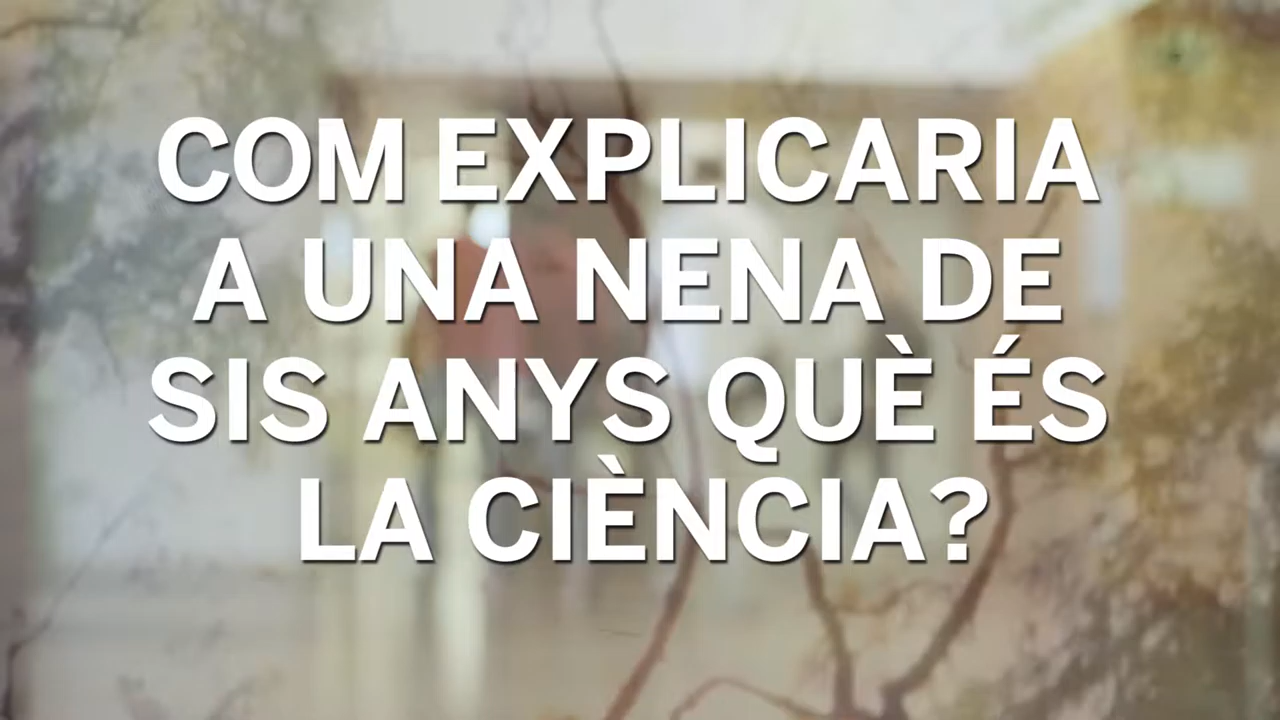 COM EXPLICARIA
A UNA NENA DE
SIS ANYS QUÈ ÉS
LA CIÈNCIA?